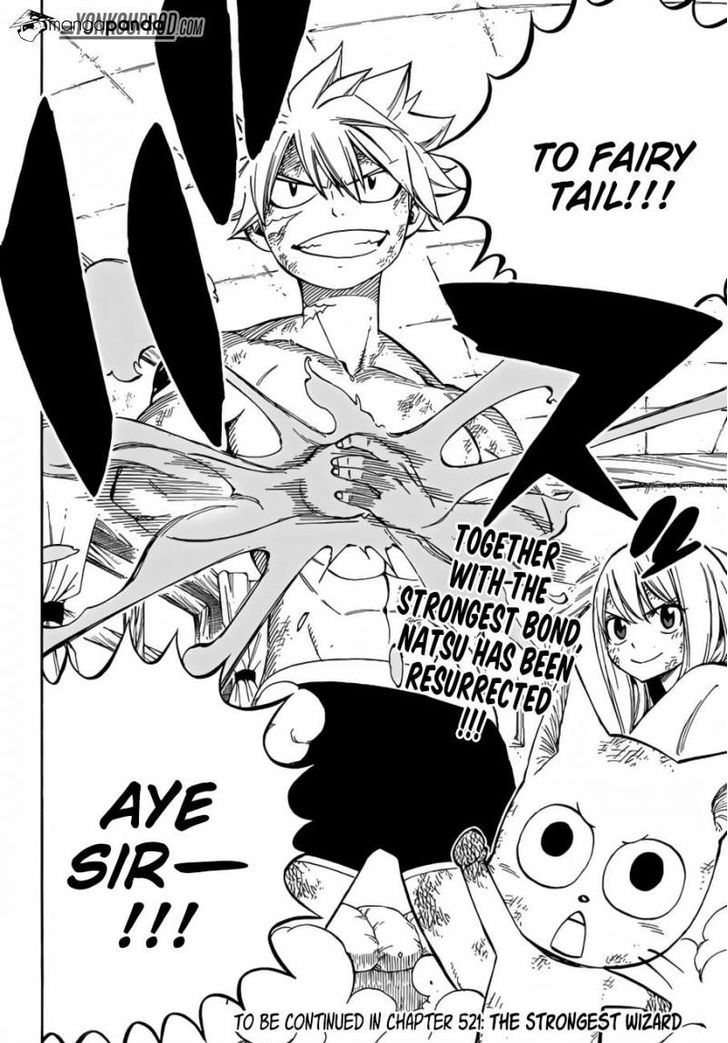 mangapanda
YONKOUPROD.COM
TO FAIRY
TAIL!!!
TOGETHER
WITH THE
STRONGEST BOND,
NATSU HAS BEEN
RESURRECTED
!!!
AYE
SIR—
!!!
TO BE CONTINUED IN CHAPTER 521: THE STRONGEST WIZARD